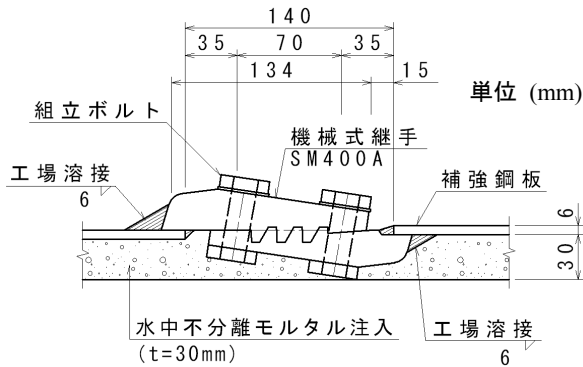 140
35 70 35
134 15
単位 (mm)
組立ボルト
機械式継手
SM400A
工場溶接
6
補強鋼板
6
30
水中不分離モルタル注入
(t=30mm)
工場溶接
6